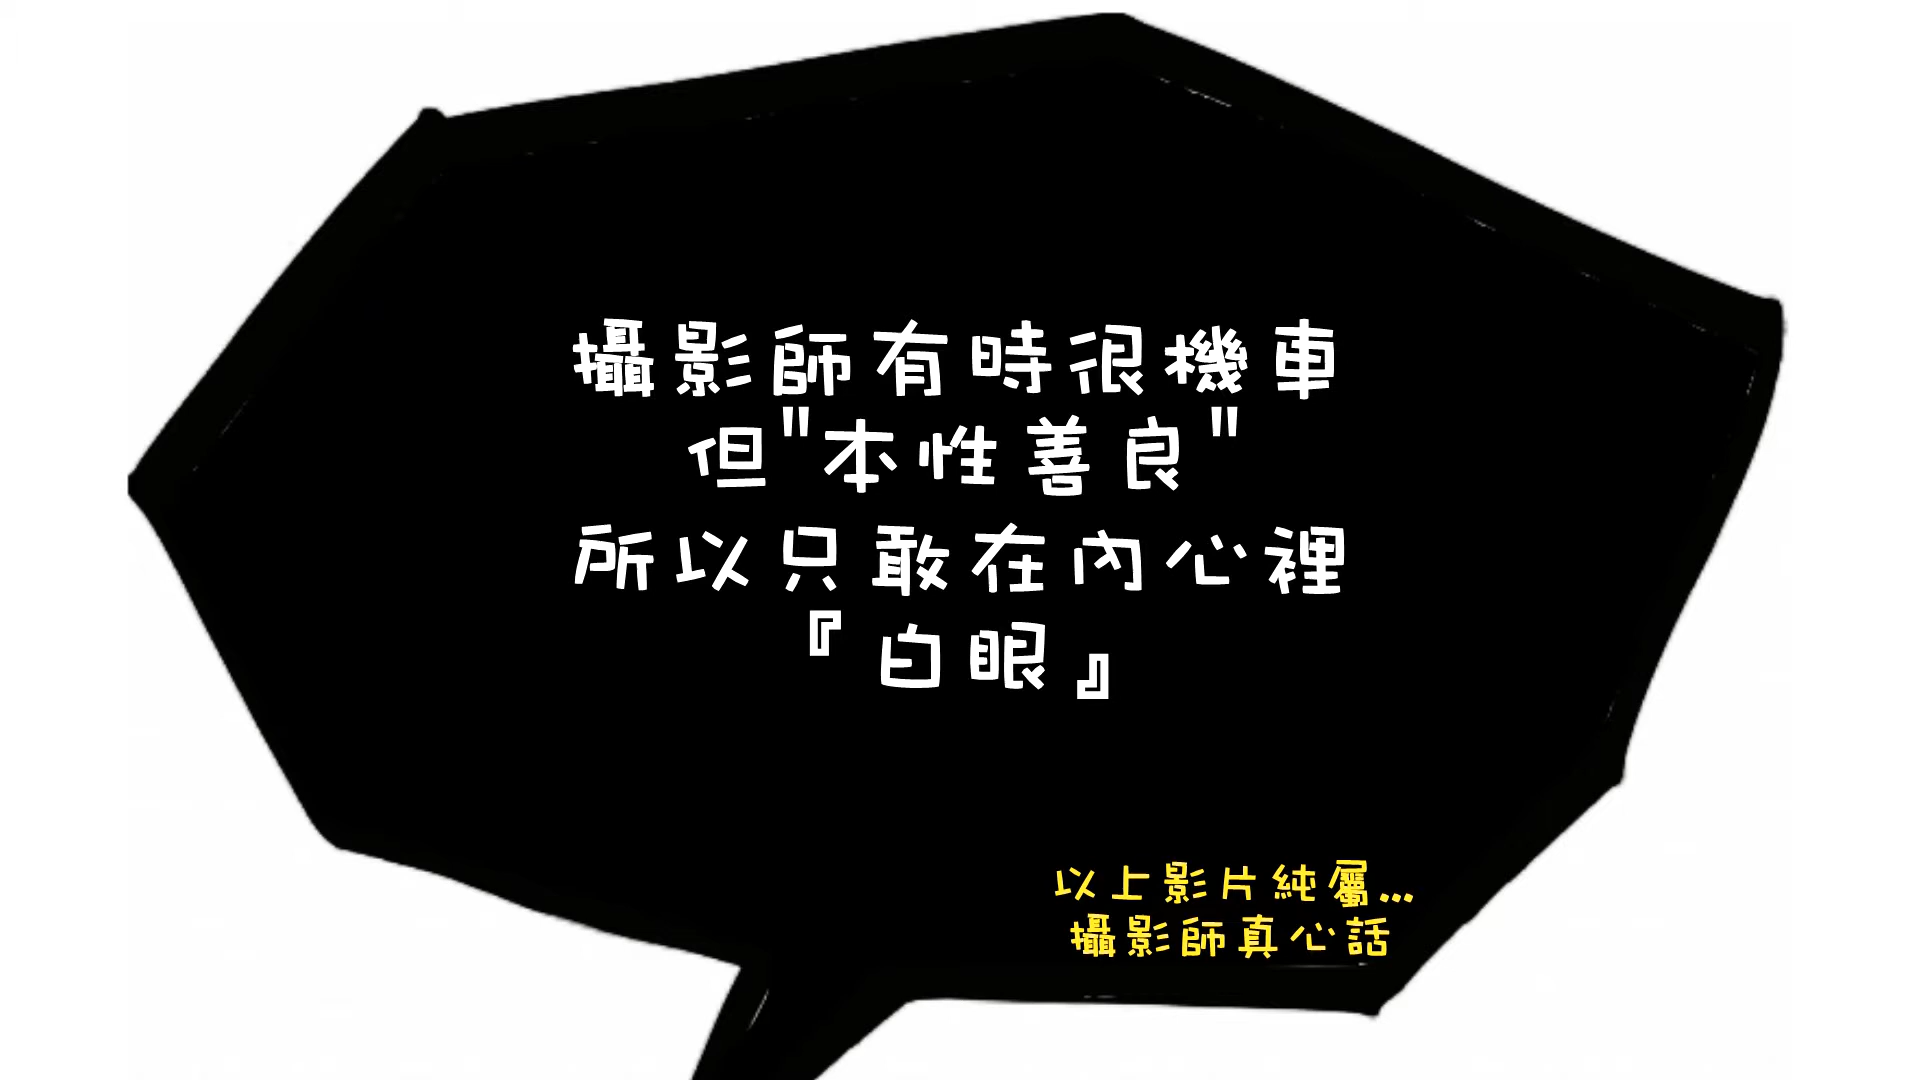 攝影師有時很機車
但"本性善良"
所以只敢在內心裡
『白眼』
以上影片純屬...
攝影師真心話